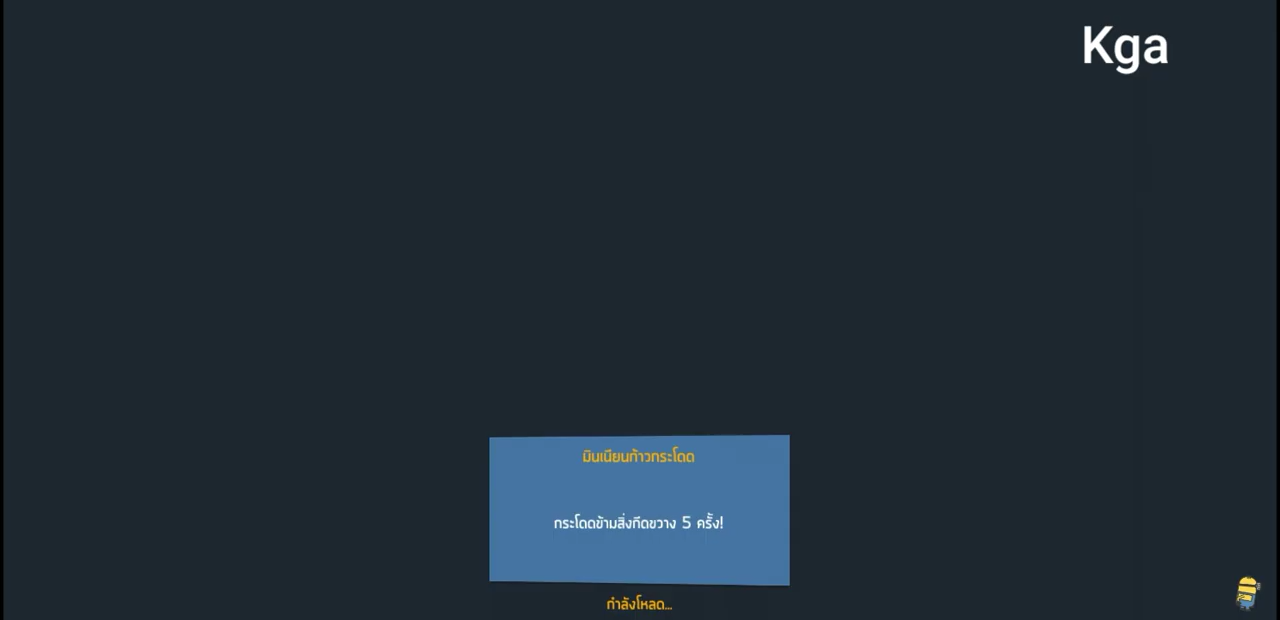 Kga
มินเนียนก้าวกระโดด
กระโดดข้ามสิ่งกีดขวาง 5 ครั้ง!
กำลังโหลด...